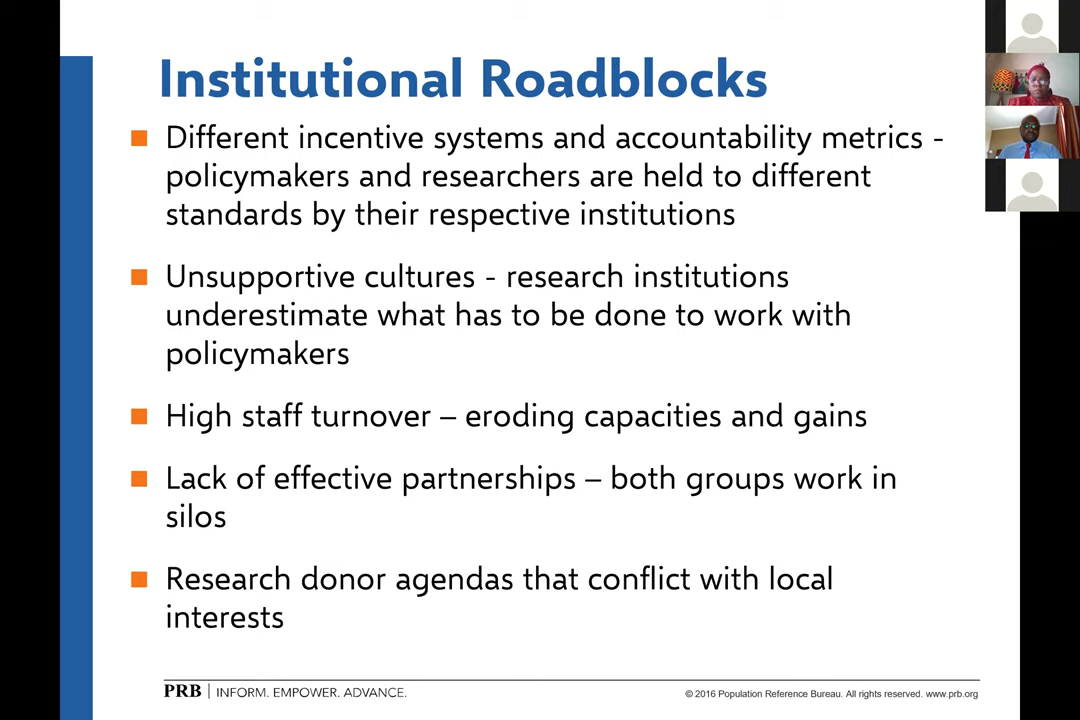 Institutional Roadblocks
Different incentive systems and accountability metrics -
policymakers and researchers are held to different
standards by their respective institutions
Unsupportive cultures - research institutions
underestimate what has to be done to work with
policymakers
High staff turnover – eroding capacities and gains
Lack of effective partnerships – both groups work in
silos
Research donor agendas that conflict with local
interests
PRB | INFORM. EMPOWER. ADVANCE.
© 2016 Population Reference Bureau. All rights reserved. www.prb.org